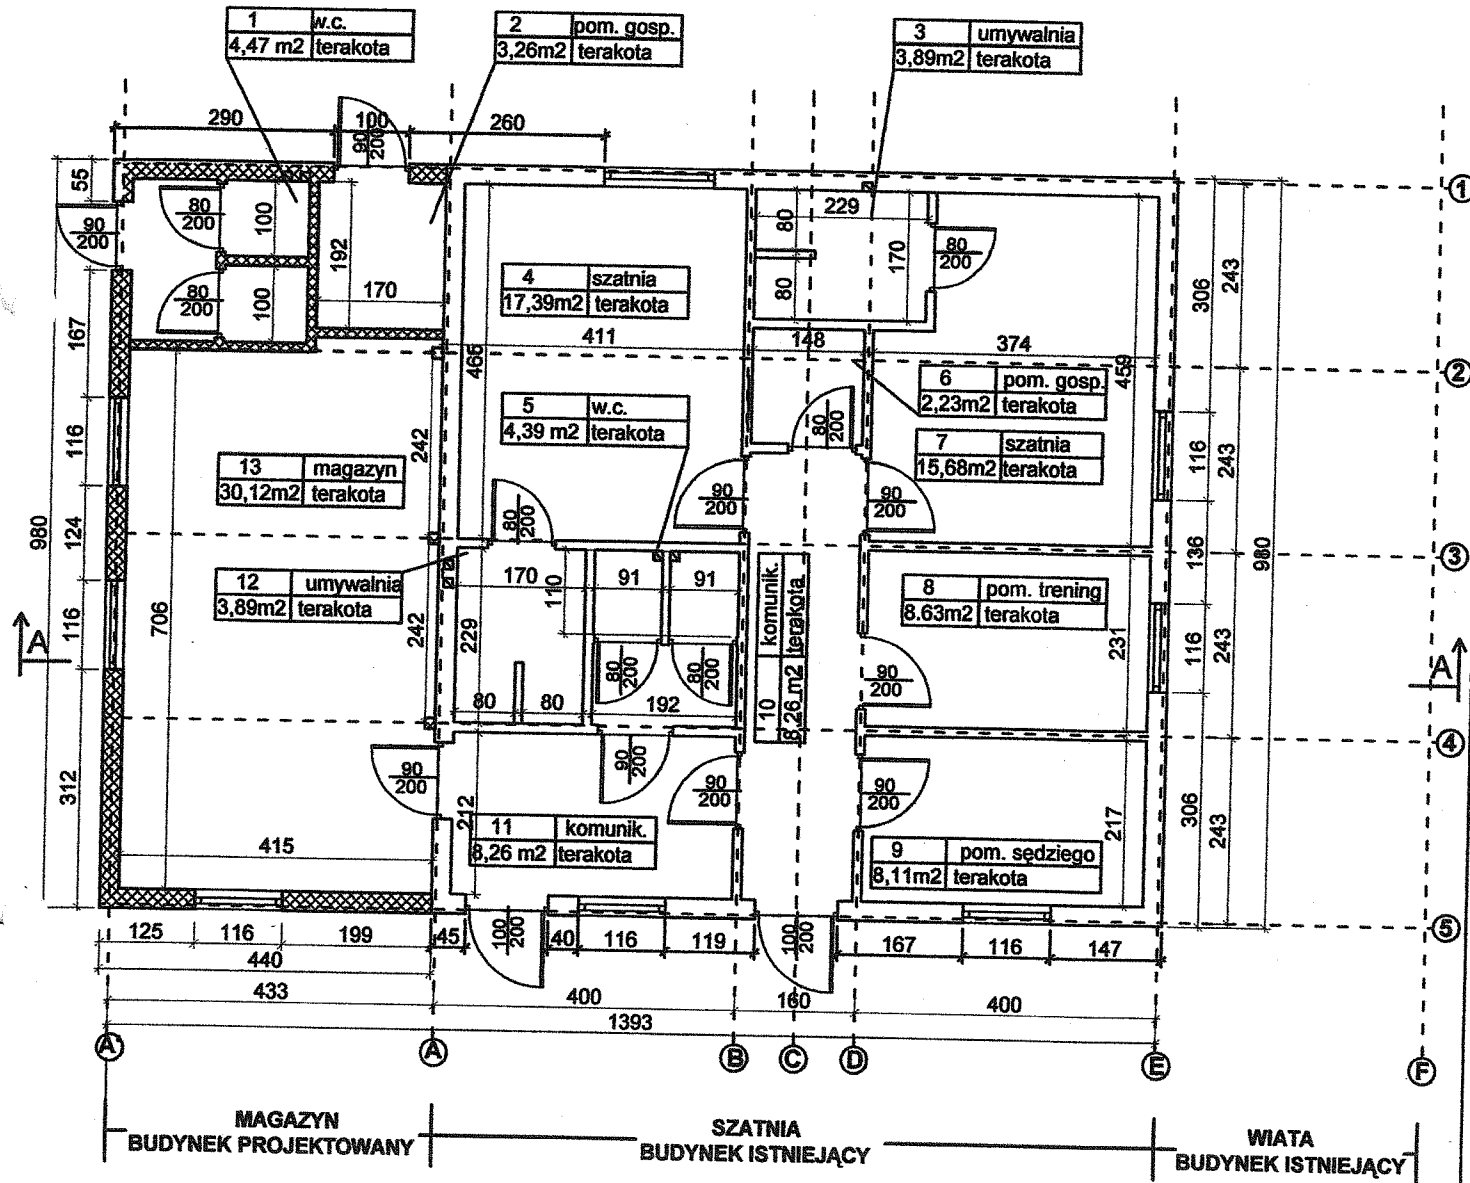 1 w.c.
4,47 m2 terakota
2 pom. gosp.
3,26m2 terakota
3 umywalnia
3,89m2 terakota
290
100
260
90
200
55
90
200
80
200
100
192
170
80
200
100
4 szatnia
17,39m2 terakota
411
466
80
229
170
80
80
200
148
374
459
306
243
1
2
6 pom. gosp.
2,23m2 terakota
7 szatnia
15,68m2 terakota
5 w.c.
4,39 m2 terakota
80
200
167
116
124
116
312
980
242
242
13 magazyn
30,12m2 terakota
80
200
90
200
90
200
116
243
136
980
3
12 umywalnia
3,89m2 terakota
706
170
110
91
91
229
80
200
80
200
80
80
192
10 komunik.
8,26 m2 terakota
8 pom. trening
8.63m2 terakota
231
116
243
90
200
A
A
4
90
200
90
200
90
200
90
200
212
11 komunik.
8,26 m2 terakota
217
9 pom. sędziego
8,11m2 terakota
306
243
415
5
125
116
199
45
100
200
40
116
119
100
200
167
116
147
440
433
400
160
400
1393
A'
A
B
C
D
E
F
MAGAZYN
BUDYNEK PROJEKTOWANY
SZATNIA
BUDYNEK ISTNIEJĄCY
WIATA
BUDYNEK ISTNIEJĄCY